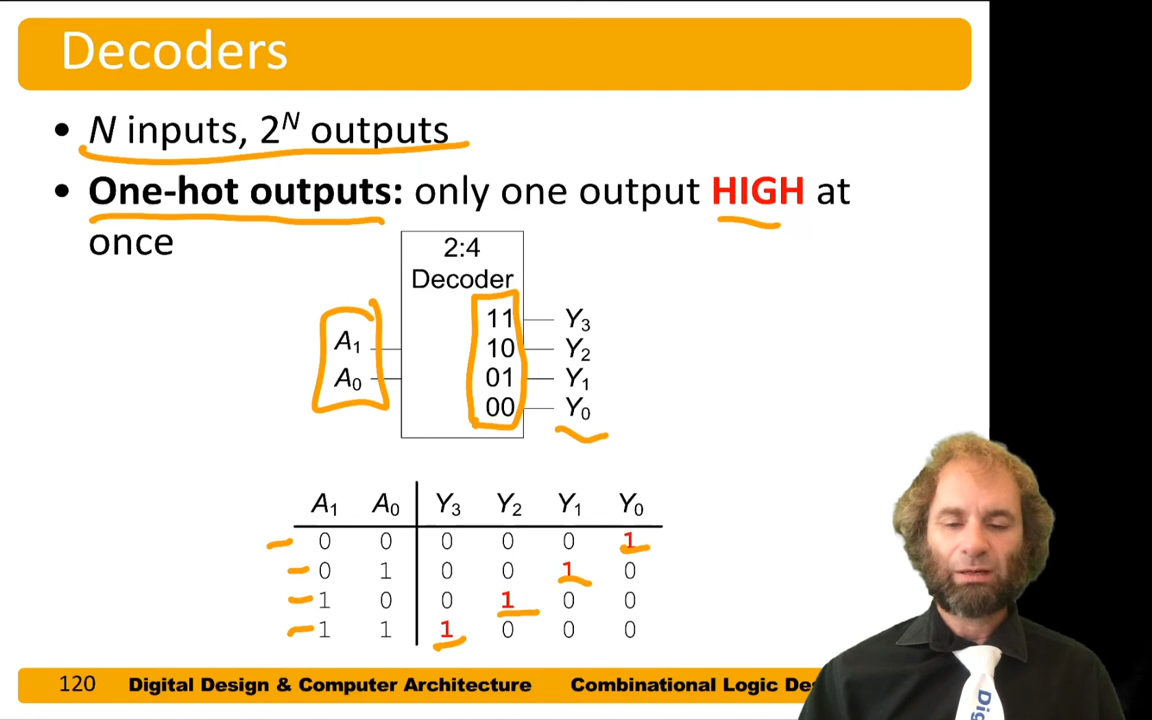 Decoders
• N inputs, 2^N outputs
• One-hot outputs: only one output HIGH at
once
2:4
Decoder
A1
A0
11 Y3
10 Y2
01 Y1
00 Y0
A1 A0 Y3 Y2 Y1 Y0
0 0 0 0 0 1
0 1 0 0 1 0
1 0 0 1 0 0
1 1 1 0 0 0
120 Digital Design & Computer Architecture Combinational Logic